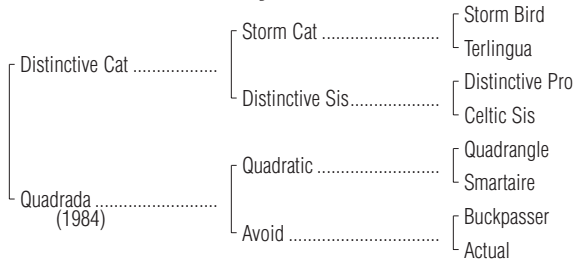 Storm Bird
Storm Cat ........................
Terlingua
Distinctive Cat .................
Distinctive Pro
Distinctive Sis..................
Celtic Sis
Quadrangle
Quadratic ........................
Smartaire
Quadrada ........................
(1984)
Buckpasser
Avoid ..............................
Actual